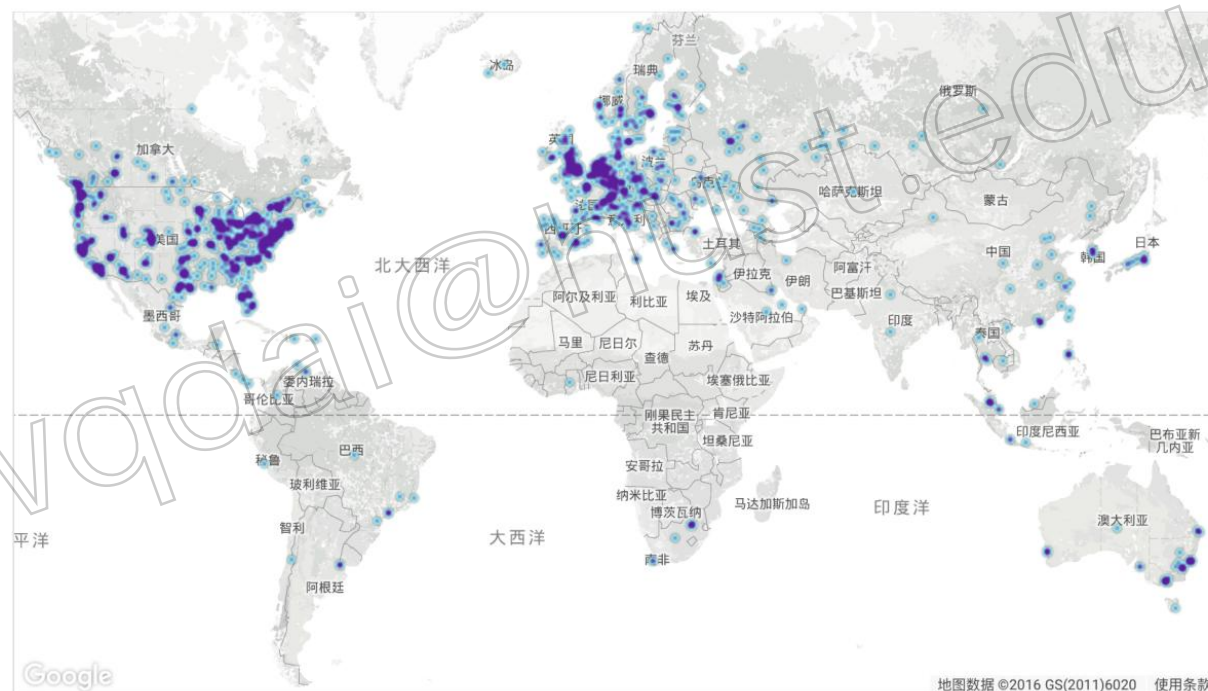 芬兰
冰岛
瑞典
俄罗斯
挪威
英国
加拿大
波兰
乌克兰
哈萨克斯坦
蒙古
法国
美国
土耳其
中国
韩国
日本
北大西洋
伊拉克
伊朗
阿富汗
阿尔及利亚
利比亚
埃及
巴基斯坦
墨西哥
沙特阿拉伯
印度
泰国
马里
尼日尔
苏丹
查德
委内瑞拉
尼日利亚
埃塞俄比亚
哥伦比亚
刚果民主
共和国
肯尼亚
印度尼西亚
巴布亚新
几内亚
秘鲁
巴西
坦桑尼亚
安哥拉
玻利维亚
纳米比亚
马达加斯加岛
博茨瓦纳
印度洋
智利
大西洋
澳大利亚
平洋
南非
阿根廷
Google
地图数据 ©2016 GS(2011)6020 使用条款
wqdai@hust.edu